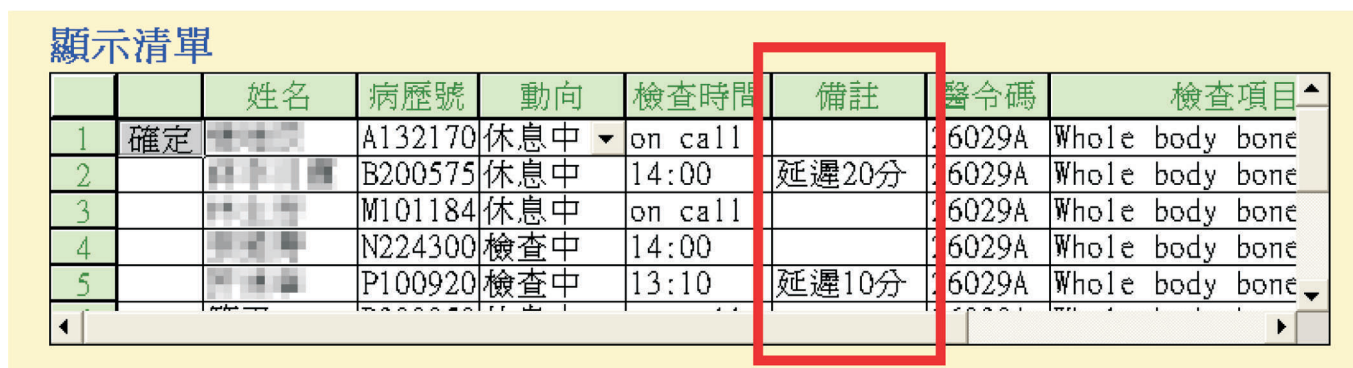 顯示清單
姓名 病歷號 動向 檢查時間 備註 醫令碼 檢查項目
1 確定 A132170 休息中 on call 26029A Whole body bone
2 B200575 休息中 14:00 延遲20分 26029A Whole body bone
3 M101184 休息中 on call 26029A Whole body bone
4 N224300 檢查中 14:00 26029A Whole body bone
5 P100920 檢查中 13:10 延遲10分 26029A Whole body bone